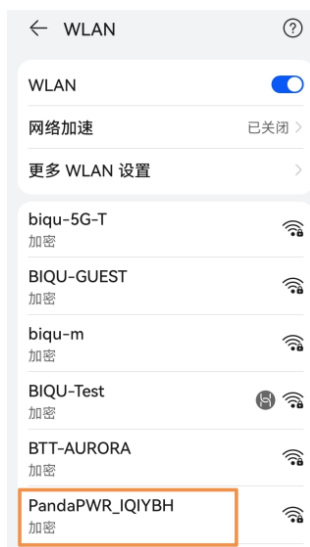 WLAN
WLAN
网络加速 已关闭
更多 WLAN 设置
biqu-5G-T
加密
BIQU-GUEST
加密
biqu-m
加密
BIQU-Test
加密
BTT-AURORA
加密
PandaPWR_IQIYBH
加密